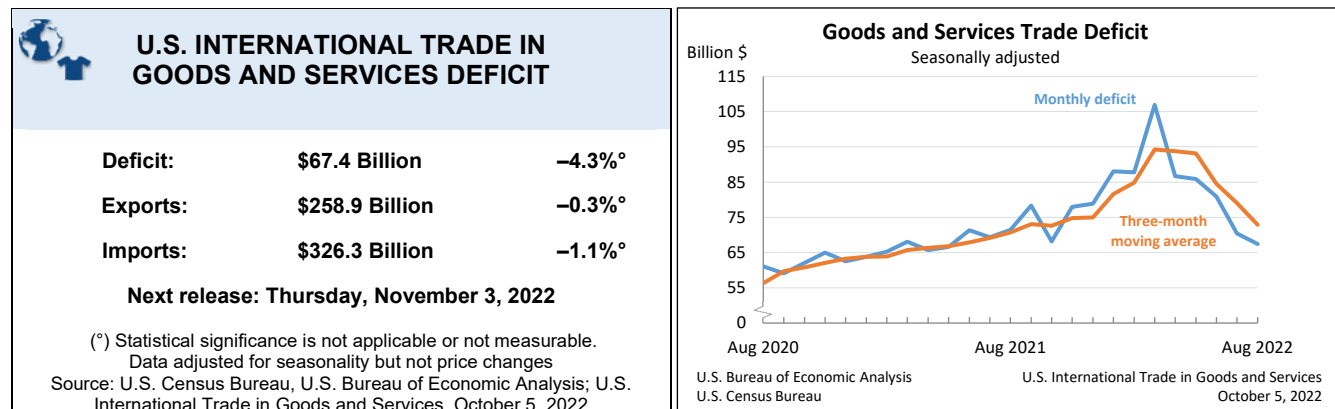 U.S. INTERNATIONAL TRADE IN
GOODS AND SERVICES DEFICIT
Deficit: $67.4 Billion –4.3%°
Exports: $258.9 Billion –0.3%°
Imports: $326.3 Billion –1.1%°
Next release: Thursday, November 3, 2022
(°) Statistical significance is not applicable or not measurable.
Data adjusted for seasonality but not price changes
Source: U.S. Census Bureau, U.S. Bureau of Economic Analysis; U.S.
International Trade in Goods and Services, October 5, 2022
Goods and Services Trade Deficit
Billion $
Seasonally adjusted
115
105
95
85
75
65
55
0
Monthly deficit
Three-month
moving average
Aug 2020 Aug 2021 Aug 2022
U.S. Bureau of Economic Analysis U.S. International Trade in Goods and Services
U.S. Census Bureau October 5, 2022